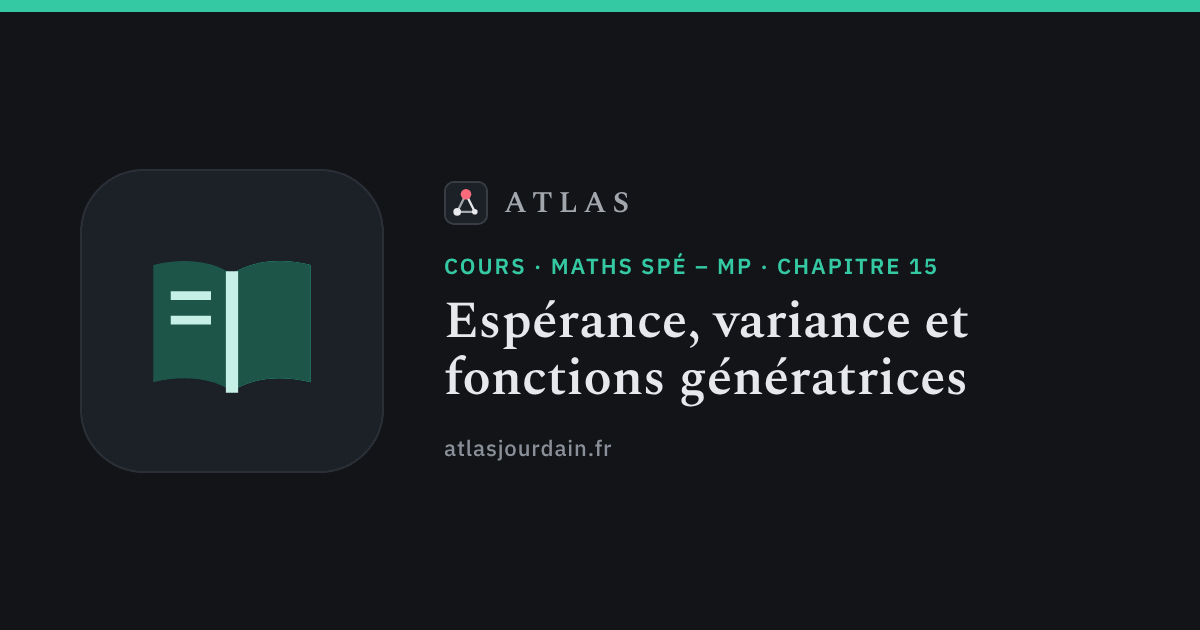 ATLAS
COURS · MATHS SPÉ – MP · CHAPITRE 15
Espérance, variance et
fonctions génératrices
atlasjourdain.fr